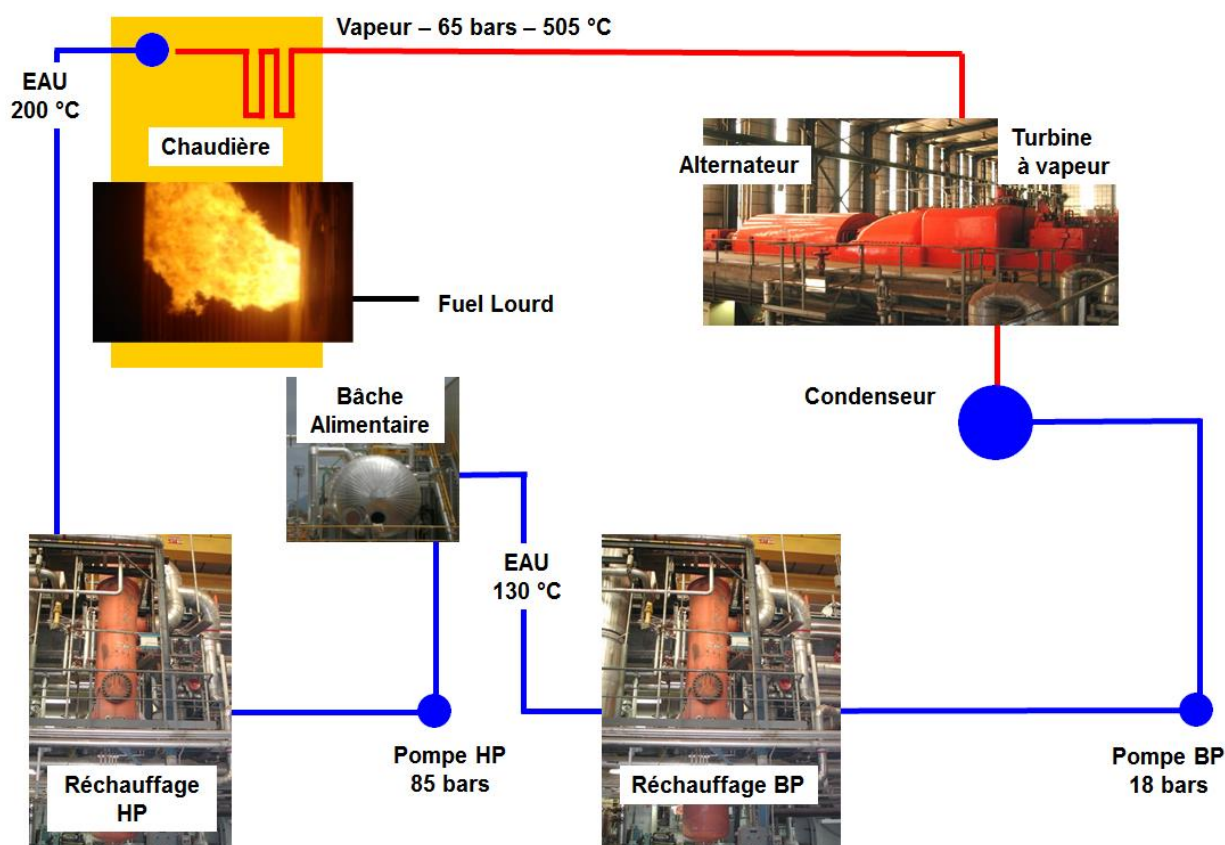 Vapeur – 65 bars – 505 °C
EAU
200 °C
Chaudière
Alternateur
Turbine
à vapeur
Fuel Lourd
Bâche
Alimentaire
Condenseur
EAU
130 °C
Réchauffage
HP
Pompe HP
85 bars
Réchauffage BP
Pompe BP
18 bars